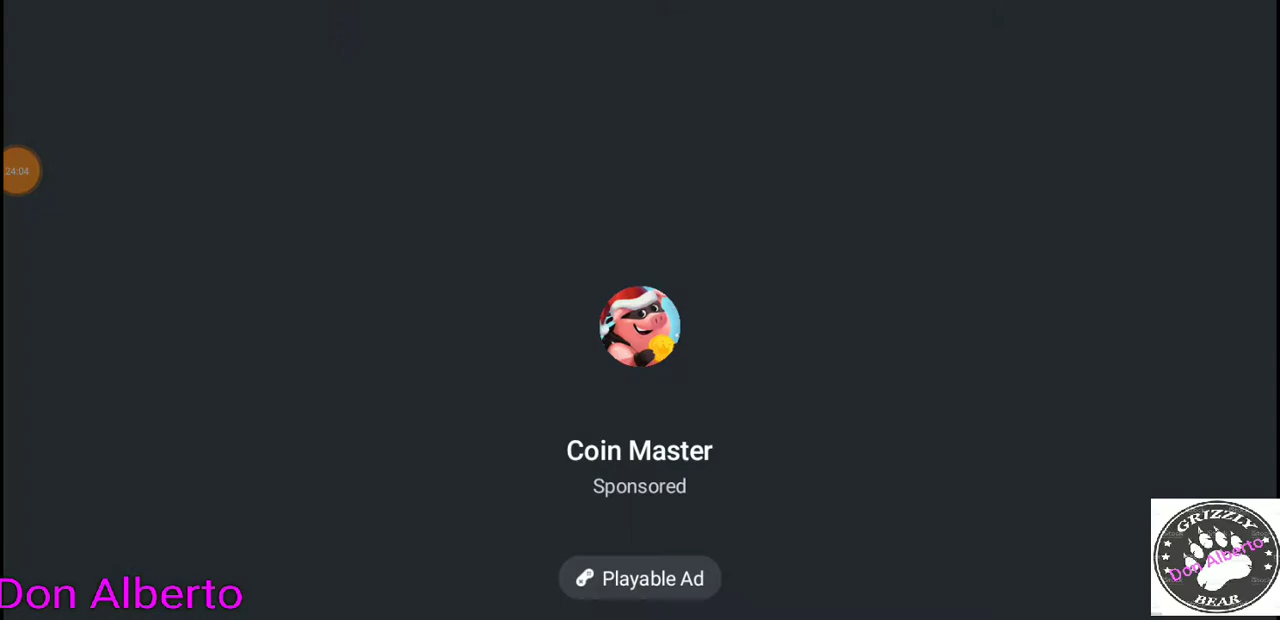 24:04
Coin Master
Sponsored
Playable Ad
Don Alberto
GRIZZLY
Don Alberto
BEAR